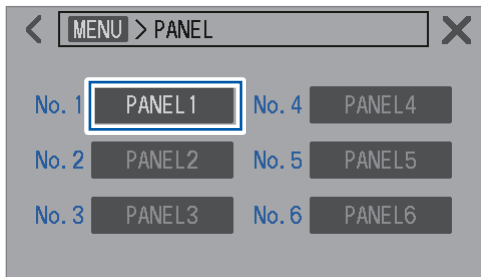 MENU > PANEL
No. 1 PANEL1 No. 4 PANEL4
No. 2 PANEL2 No. 5 PANEL5
No. 3 PANEL3 No. 6 PANEL6